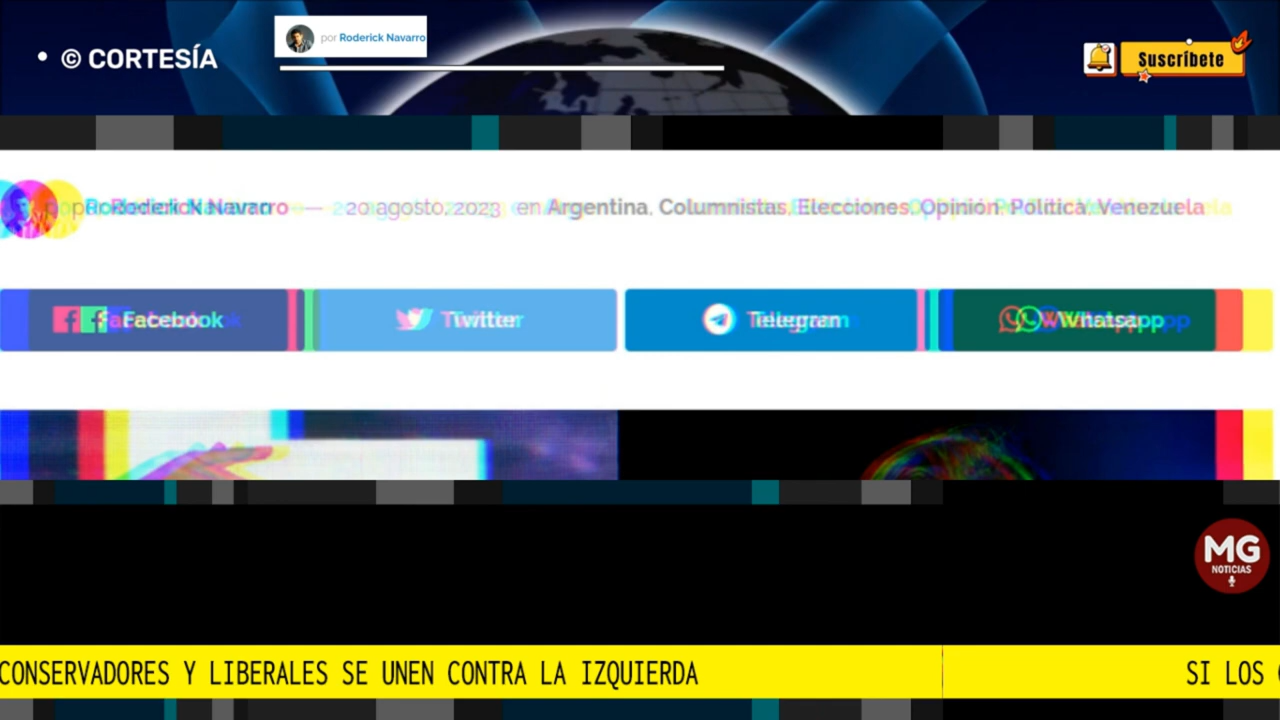 • © CORTESÍA
por Roderick Navarro
Suscríbete
por Roderick Navarro — 20 agosto, 2023 en Argentina, Columnistas, Elecciones, Opinión, Política, Venezuela
Facebook
Twitter
Telegram
Whatsapp
MG
NOTICIAS
CONSERVADORES Y LIBERALES SE UNEN CONTRA LA IZQUIERDA
SI LOS